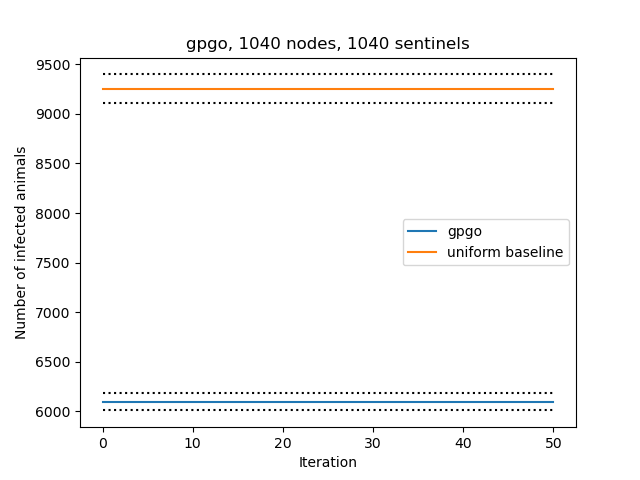 gpgo, 1040 nodes, 1040 sentinels
9500
9000
8500
8000
7500
7000
6500
6000
Number of infected animals
gpgo
uniform baseline
0 10 20 30 40 50
Iteration